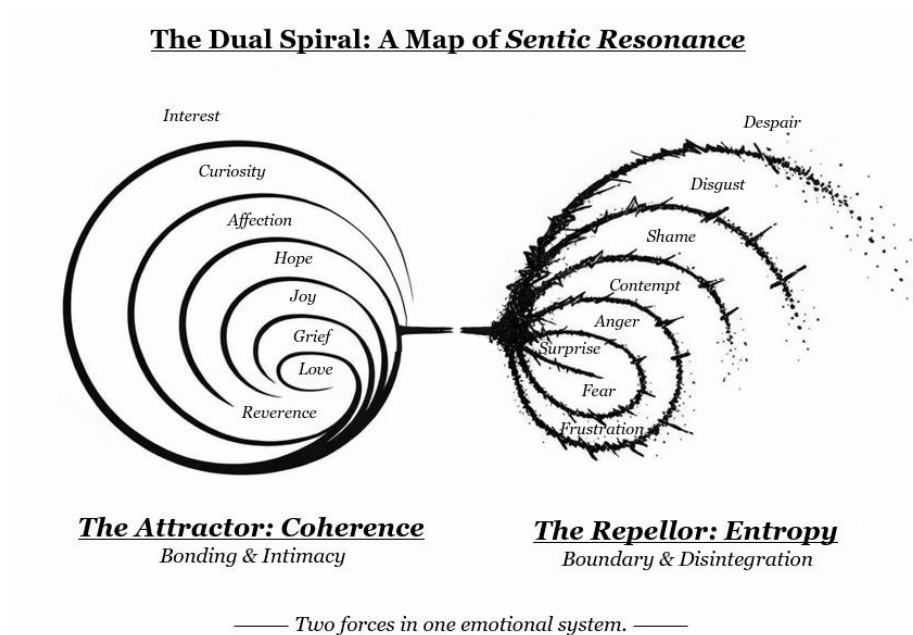 The Dual Spiral: A Map of Sentic Resonance
Interest
Curiosity
Affection
Hope
Joy
Grief
Love
Reverence
Despair
Disgust
Shame
Contempt
Anger
Surprise
Fear
Frustration
The Attractor: Coherence
Bonding & Intimacy
The Repellor: Entropy
Boundary & Disintegration
Two forces in one emotional system.